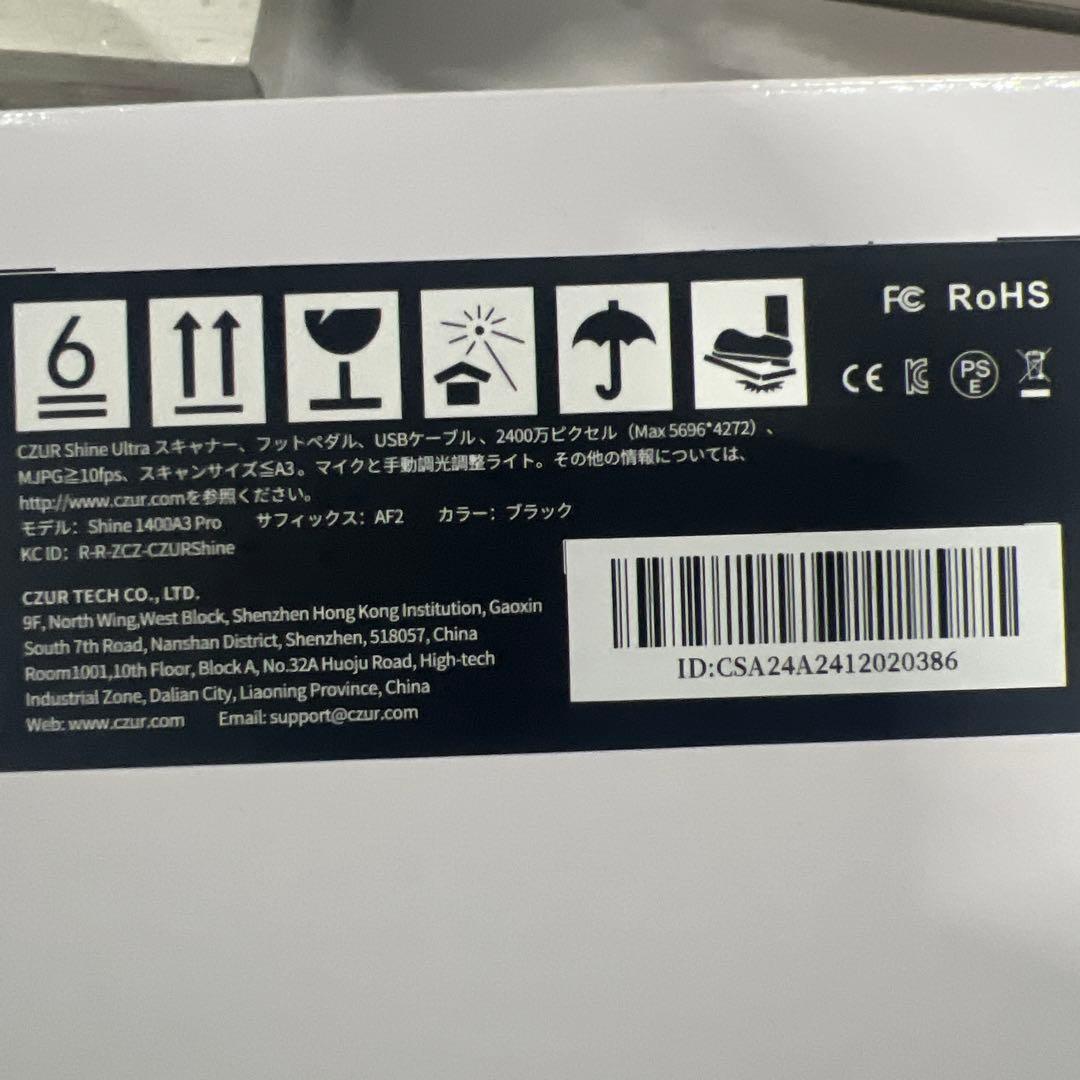 6
FC RoHS
CE PS E
CZUR Shine Ultra スキャナー、フットペダル、USBケーブル、2400万ピクセル（Max 5696*4272）、
MJPG≧10fps、スキャンサイズ≦A3。マイクと手動調光調整ライト。その他の情報については、
http://www.czur.comを参照ください。
モデル：Shine 1400A3 Pro サフィックス：AF2 カラー：ブラック
KC ID：R-R-ZCZ-CZURShine
CZUR TECH CO., LTD.
9F, North Wing,West Block, Shenzhen Hong Kong Institution, Gaoxin
South 7th Road, Nanshan District, Shenzhen, 518057, China
Room1001,10th Floor, Block A, No.32A Huoju Road, High-tech
Industrial Zone, Dalian City, Liaoning Province, China
Web: www.czur.com Email: support@czur.com
ID:CSA24A2412020386